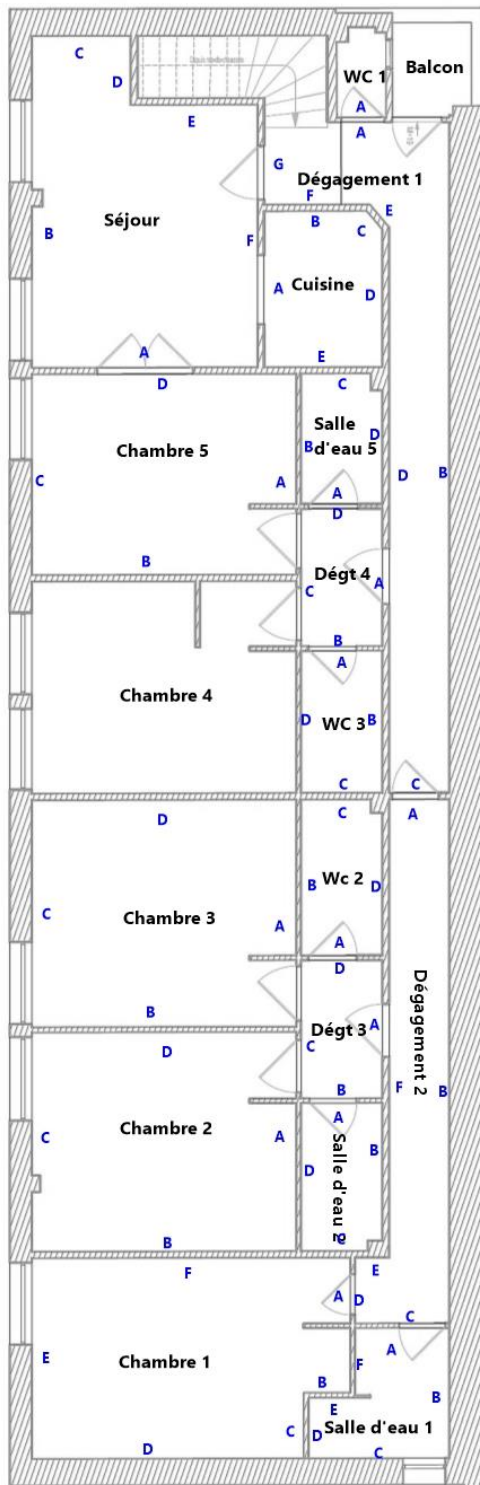 C
D
WC 1
Balcon
A
E
A
G
Dégagement 1
F
E
Séjour
B
C
B
F
Cuisine
A
D
A
E
D
C
Chambre 5
Salle
d'eau 5
B
D
D
B
C
A
A
D
B
Dégt 4
A
C
B
A
Chambre 4
D
WC 3
B
C
C
A
D
C
C
Wc 2
B
D
Chambre 3
A
A
B
D
D
Dégt 3
A
C
Dégagement 2
F
B
B
A
Chambre 2
C
A
B
D
Salle d'eau 2
B
F
E
A
D
C
E
Chambre 1
A
F
B
B
E
C
D
Salle d'eau 1
D
C